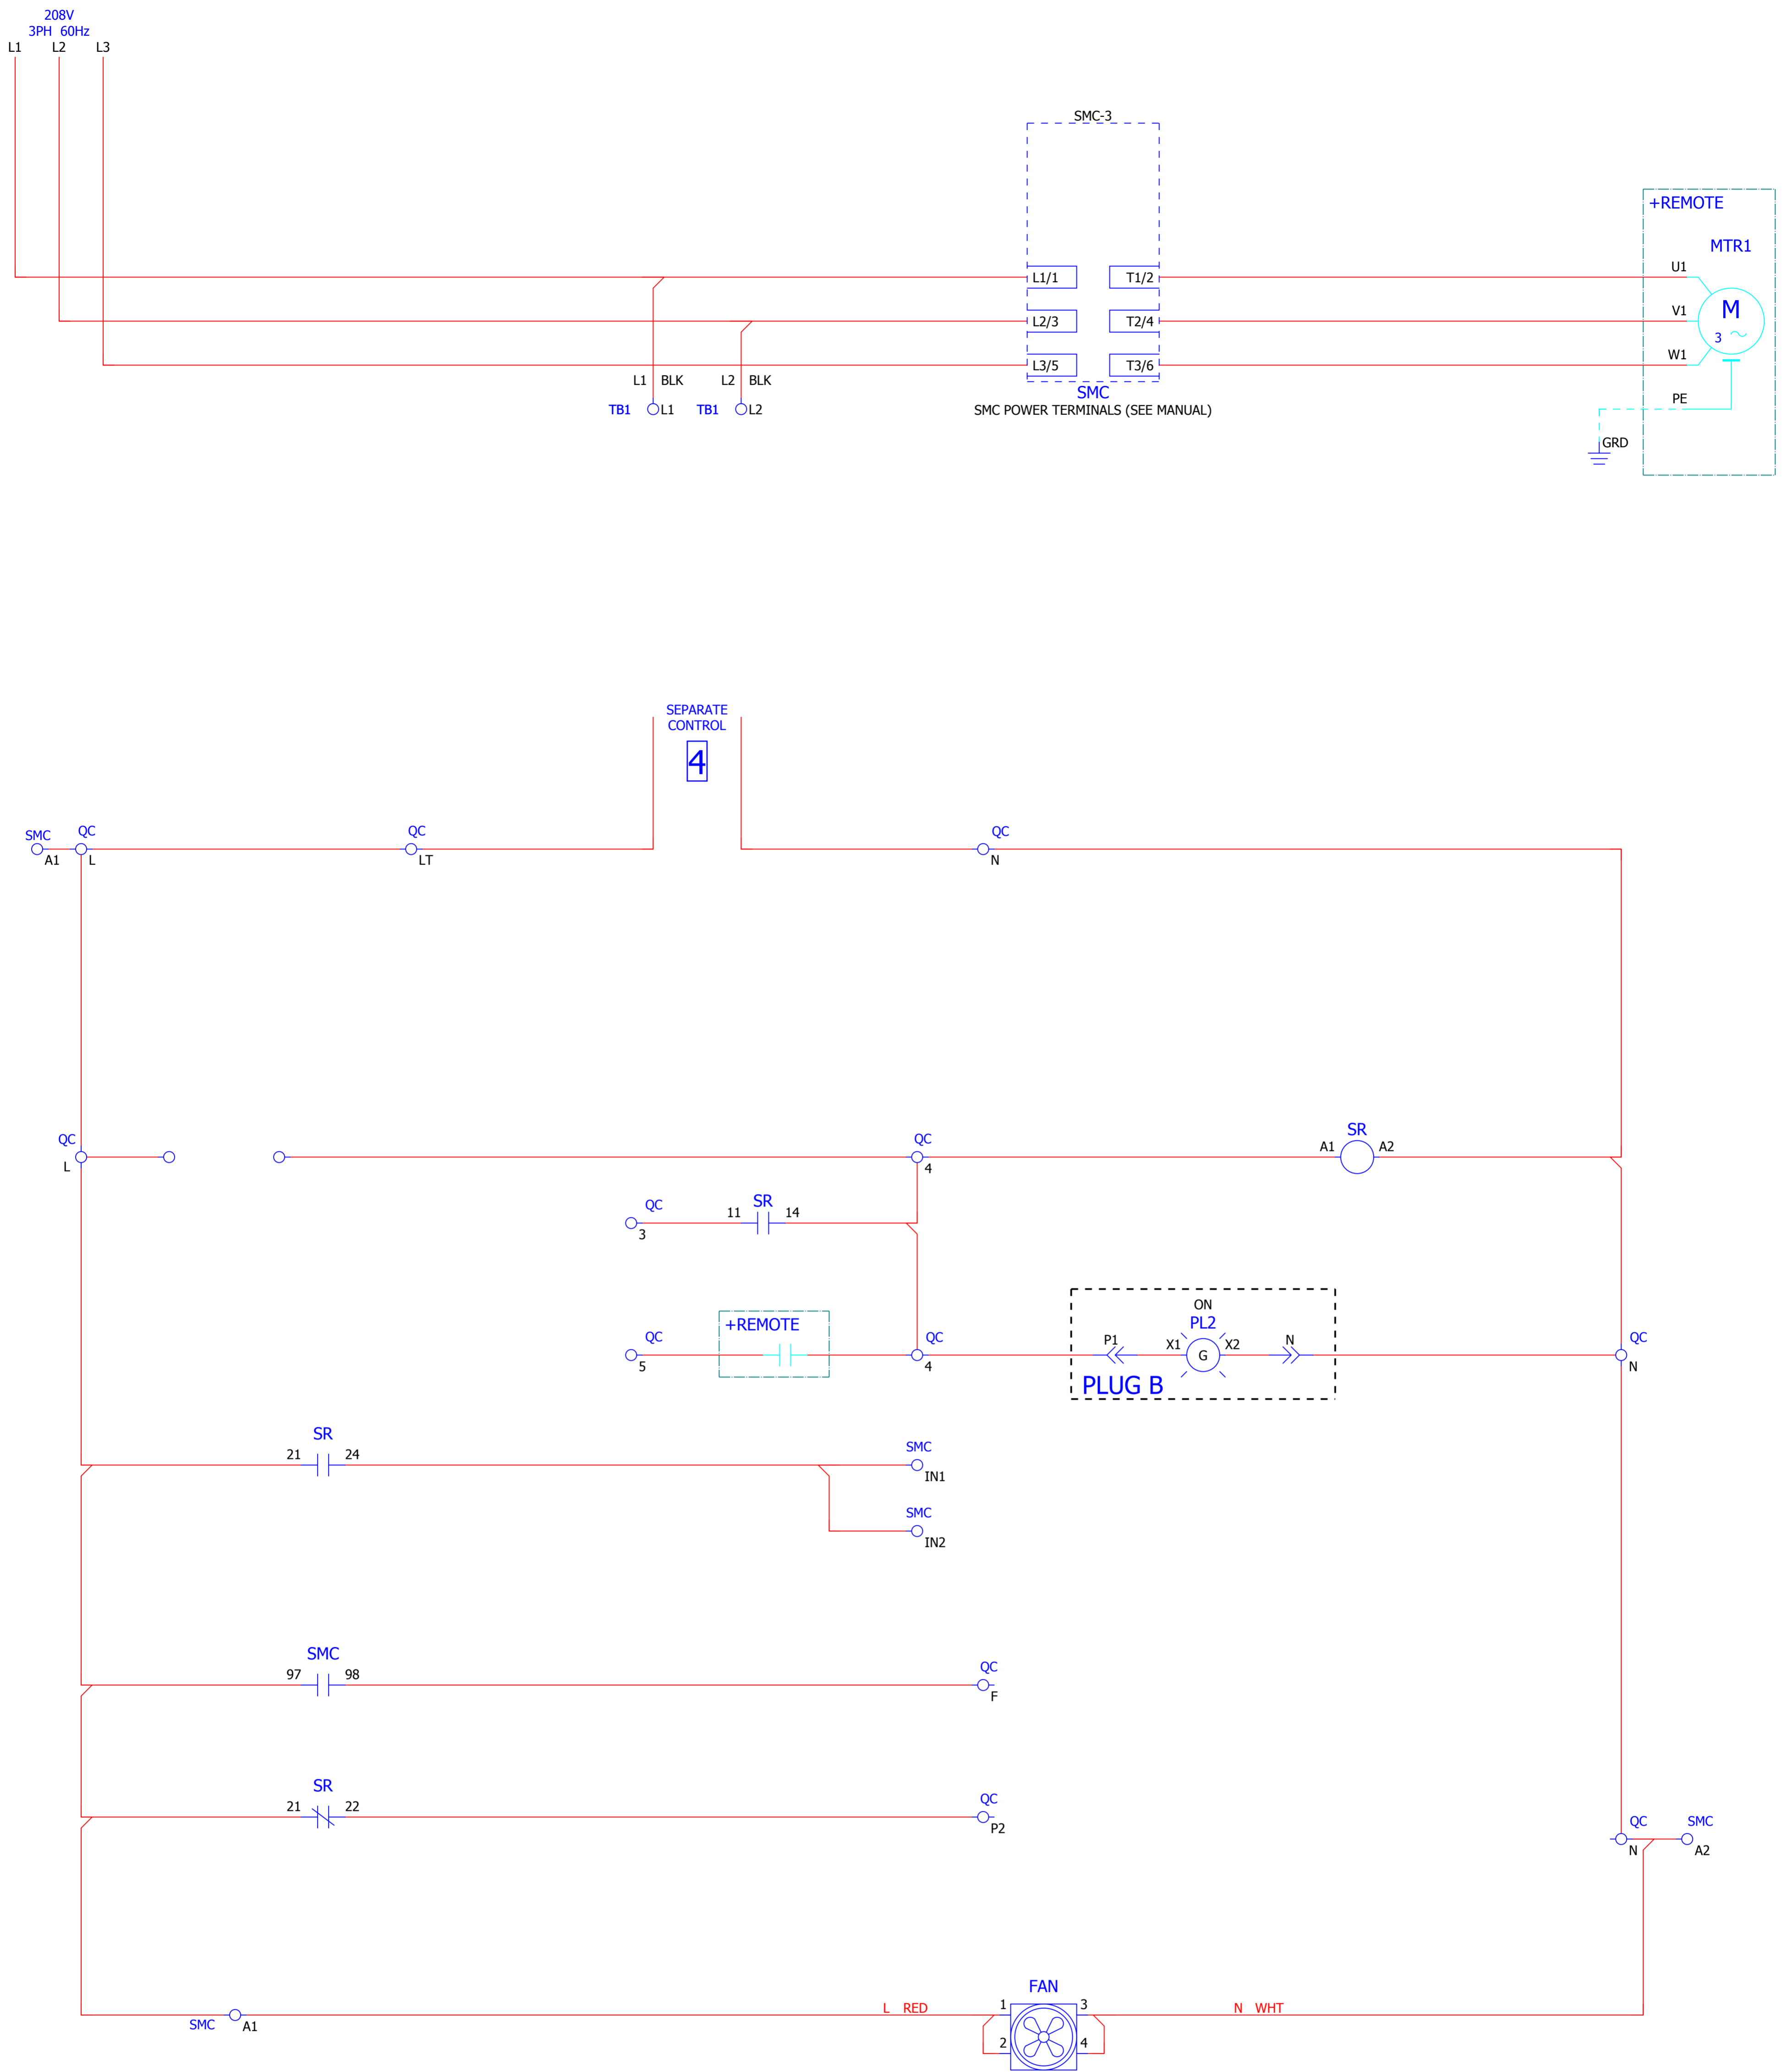 208V
3PH 60Hz
L1 L2 L3
SMC-3
+REMOTE
MTR1
L1/1 T1/2 U1
L2/3 T2/4 V1
M
3
L3/5 T3/6 W1
L1 BLK L2 BLK
SMC
PE
TB1 L1 TB1 L2
SMC POWER TERMINALS (SEE MANUAL)
GRD
SEPARATE
CONTROL
4
SMC QC QC QC
A1 L LT N
QC QC A1 SR A2
L 4
QC 11 SR 14
3
ON
+REMOTE PL2
QC QC P1 X1 G X2 N QC
5 4 N
PLUG B
SR SMC
21 24
IN1
SMC
IN2
SMC QC
97 98
F
SR QC
21 22
P2
QC SMC
N A2
FAN
L RED 1 3 N WHT
SMC A1
2 4